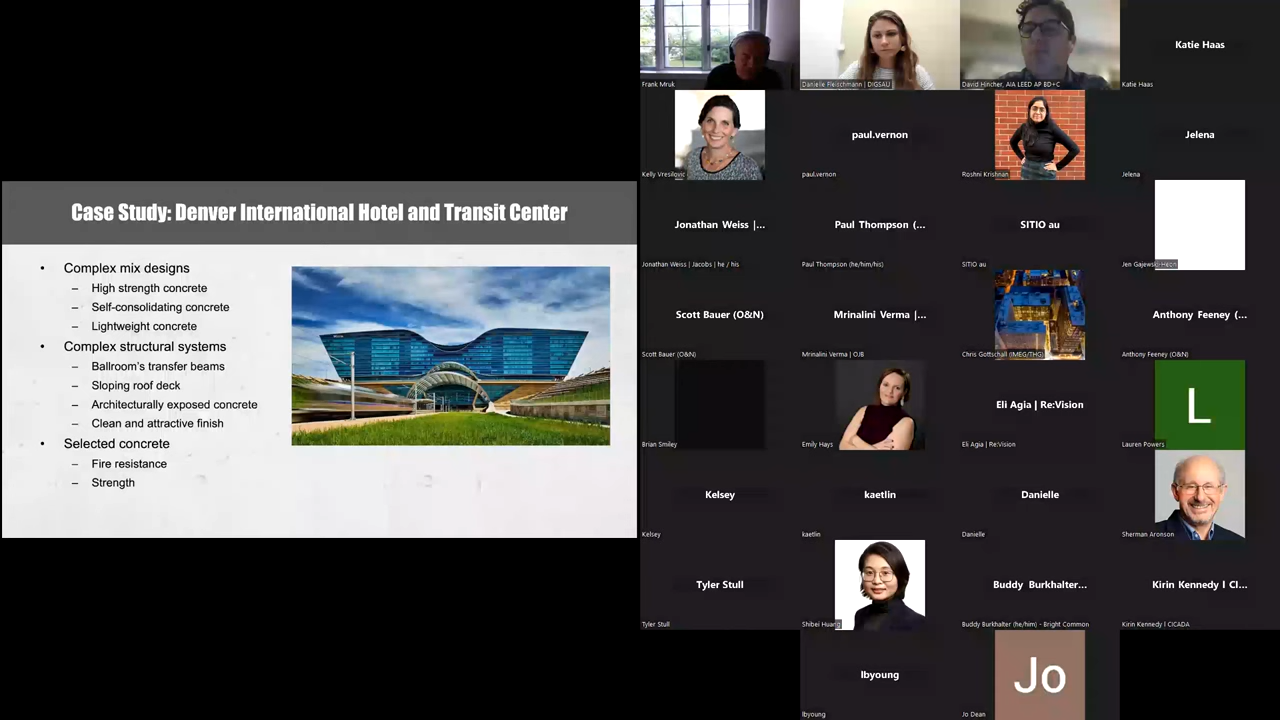 Case Study: Denver International Hotel and Transit Center
• Complex mix designs
– High strength concrete
– Self-consolidating concrete
– Lightweight concrete
• Complex structural systems
– Ballroom's transfer beams
– Sloping roof deck
– Architecturally exposed concrete
– Clean and attractive finish
• Selected concrete
– Fire resistance
– Strength
Katie Haas
Frank Mruk
Danielle Fleischmann | DIGSAU
David Hincher, AIA LEED AP BD+C
Katie Haas
paul.vernon
Jelena
Kelly Vresilovic
paul.vernon
Roshni Krishnan
Jelena
Jonathan Weiss |...
Paul Thompson (...
SITIO au
Jonathan Weiss | Jacobs | he / his
Paul Thompson (he/him/his)
SITIO au
Jen Gajewski-Hecn
Scott Bauer (O&N)
Mrinalini Verma |...
Anthony Feeney (...
Scott Bauer (O&N)
Mrinalini Verma | OJB
Chris Gottschall (IMEG/THG)
Anthony Feeney (O&N)
Eli Agia | Re:Vision
L
Brian Smiley
Emily Hays
Eli Agia | Re:Vision
Lauren Powers
Kelsey
kaetlin
Danielle
Kelsey
kaetlin
Danielle
Sherman Aronson
Tyler Stull
Buddy Burkhalter...
Kirin Kennedy l CI...
Tyler Stull
Shibei Huang
Buddy Burkhalter (he/him) - Bright Common
Kirin Kennedy l CICADA
lbyoung
Jo
lbyoung
Jo Dean